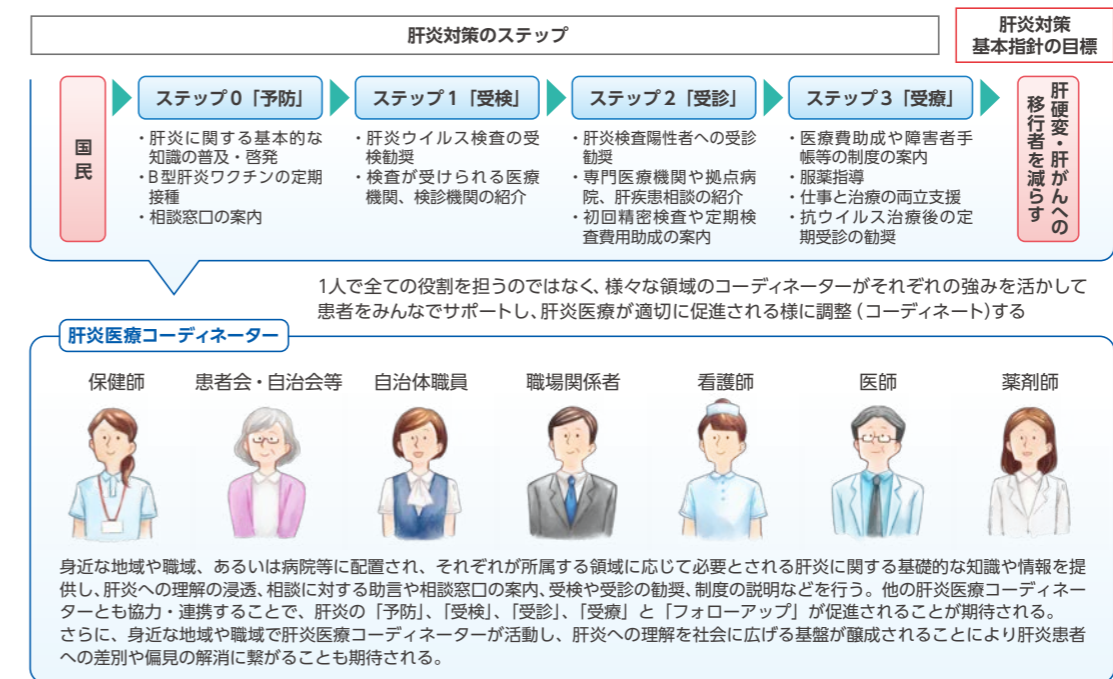 肝炎対策のステップ
肝炎対策
基本指針の目標
国民
ステップ0「予防」
・肝炎に関する基本的な
知識の普及・啓発
・B型肝炎ワクチンの定期
接種
・相談窓口の案内
ステップ1「受検」
・肝炎ウイルス検査の受
検勧奨
・検査が受けられる医療
機関、検診機関の紹介
ステップ2「受診」
・肝炎検査陽性者への受診
勧奨
・専門医療機関や拠点病
院、肝疾患相談の紹介
・初回精密検査や定期検
査費用助成の案内
ステップ3「受療」
・医療費助成や障害者手
帳等の制度の案内
・服薬指導
・仕事と治療の両立支援
・抗ウイルス治療後の定
期受診の勧奨
肝硬変・肝がんへの
移行者を減らす
1人で全ての役割を担うのではなく、様々な領域のコーディネーターがそれぞれの強みを活かして
患者をみんなでサポートし、肝炎医療が適切に促進される様に調整(コーディネート)する
肝炎医療コーディネーター
保健師
患者会・自治会等
自治体職員
職場関係者
看護師
医師
薬剤師
身近な地域や職域、あるいは病院等に配置され、それぞれが所属する領域に応じて必要とされる肝炎に関する基礎的な知識や情報を提
供し、肝炎への理解の浸透、相談に対する助言や相談窓口の案内、受検や受診の勧奨、制度の説明などを行う。他の肝炎医療コーディネー
ターとも協力・連携することで、肝炎の「予防」、「受検」、「受診」、「受療」と「フォローアップ」が促進されることが期待される。
さらに、身近な地域や職域で肝炎医療コーディネーターが活動し、肝炎への理解を社会に広げる基盤が醸成されることにより肝炎患者
への差別や偏見の解消に繋がることも期待される。